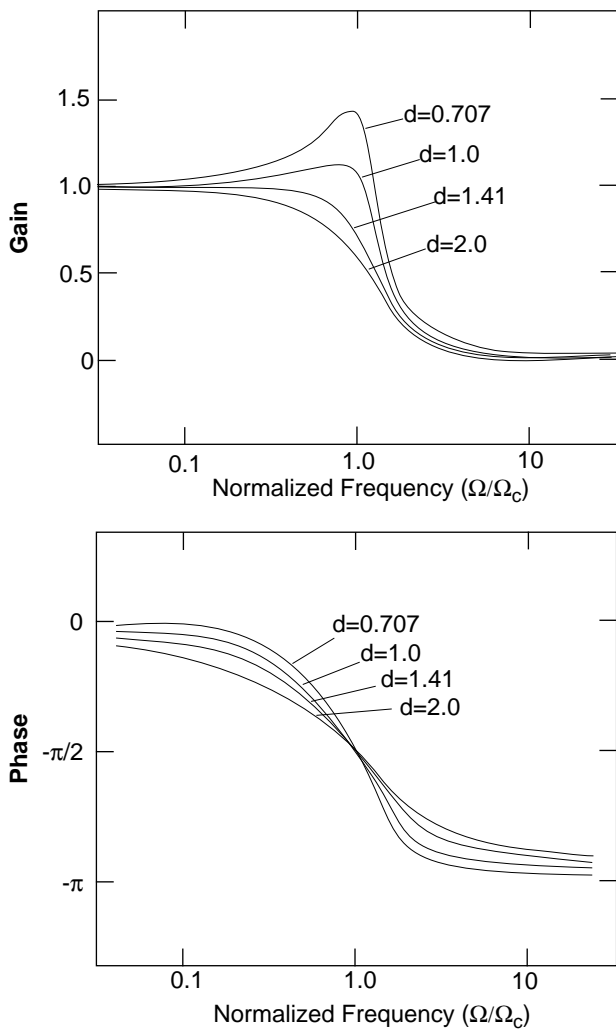 1.5
d=0.707
d=1.0
1.0
d=1.41
Gain
d=2.0
0.5
0
0.1
1.0
10
Normalized Frequency (Ω/Ωc)
0
d=0.707
d=1.0
d=1.41
d=2.0
Phase
-π/2
-π
0.1
1.0
10
Normalized Frequency (Ω/Ωc)